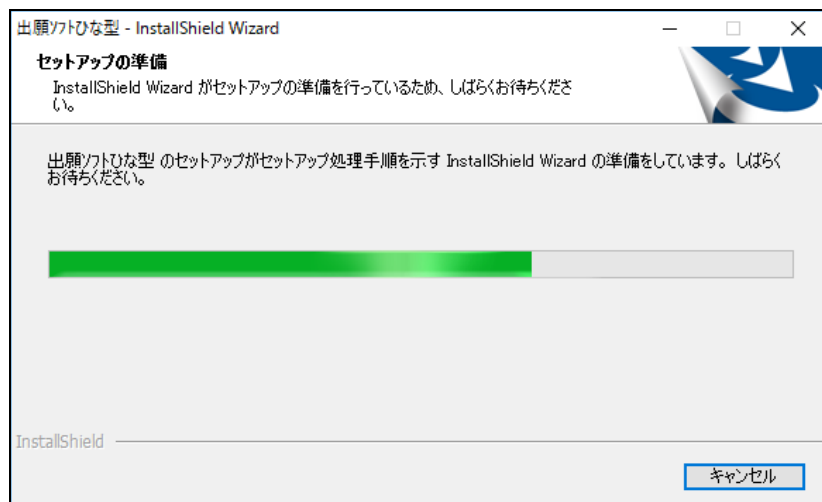 出願ｿﾌﾄひな型 - InstallShield Wizard
セットアップの準備
InstallShield Wizard がセットアップの準備を行っているため、しばらくお待ちくださ
い。
出願ｿﾌﾄひな型 のセットアップがセットアップ処理手順を示す InstallShield Wizard の準備をしています。しばらく
お待ちください。
InstallShield
キャンセル